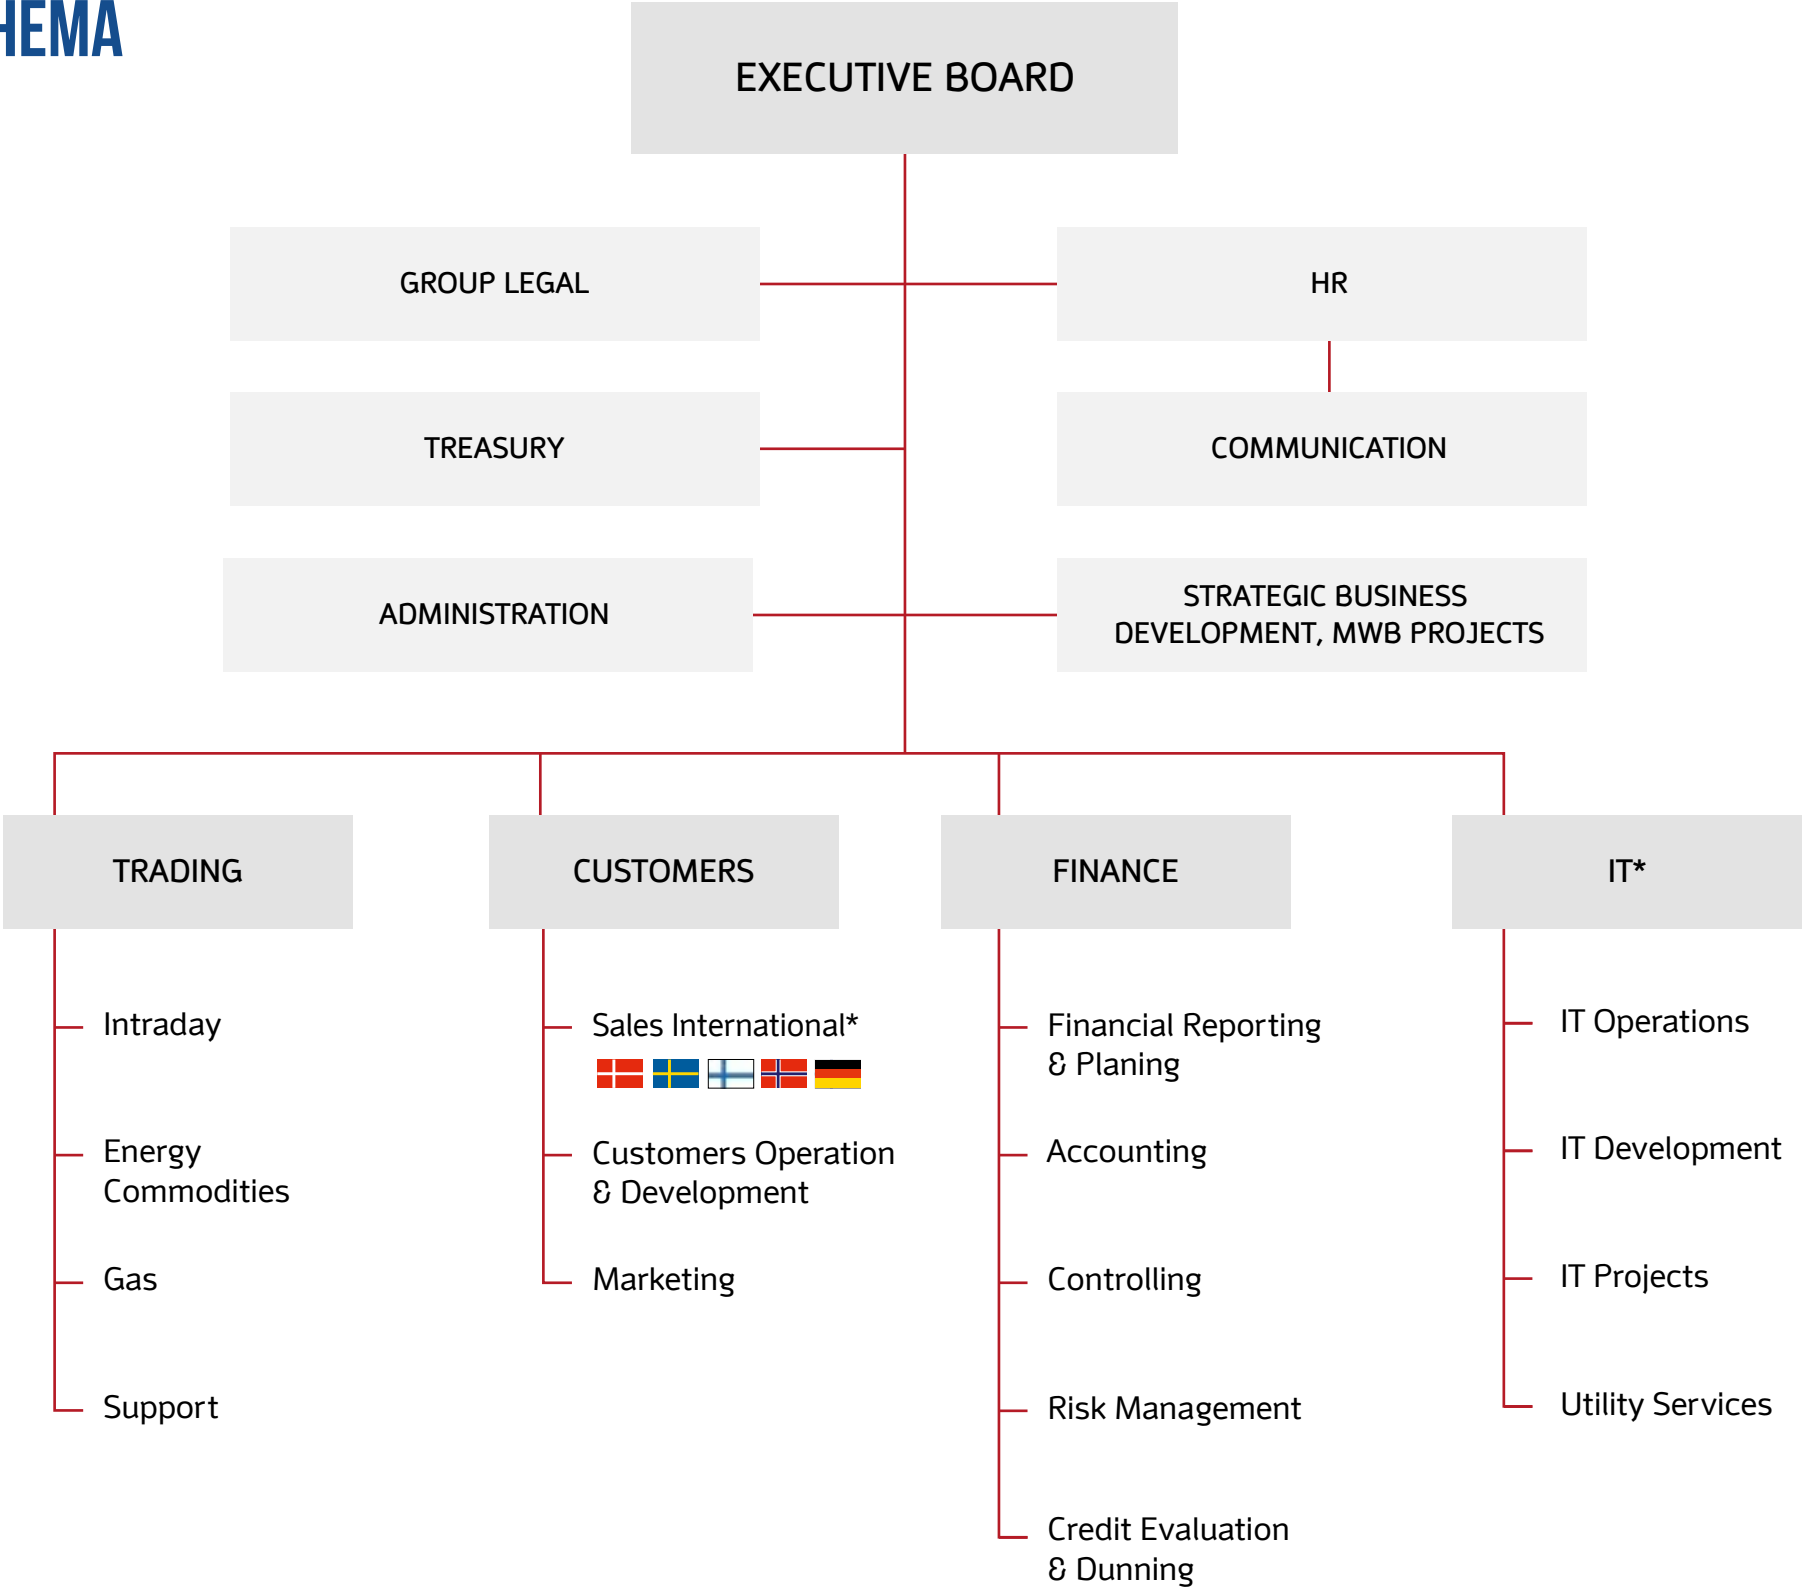 HEMA
EXECUTIVE BOARD
GROUP LEGAL
HR
TREASURY
COMMUNICATION
ADMINISTRATION
STRATEGIC BUSINESS
DEVELOPMENT, MWB PROJECTS
TRADING
CUSTOMERS
FINANCE
IT*
Intraday
Energy
Commodities
Gas
Support
Sales International*
Customers Operation
& Development
Marketing
Financial Reporting
& Planing
Accounting
Controlling
Risk Management
Credit Evaluation
& Dunning
IT Operations
IT Development
IT Projects
Utility Services